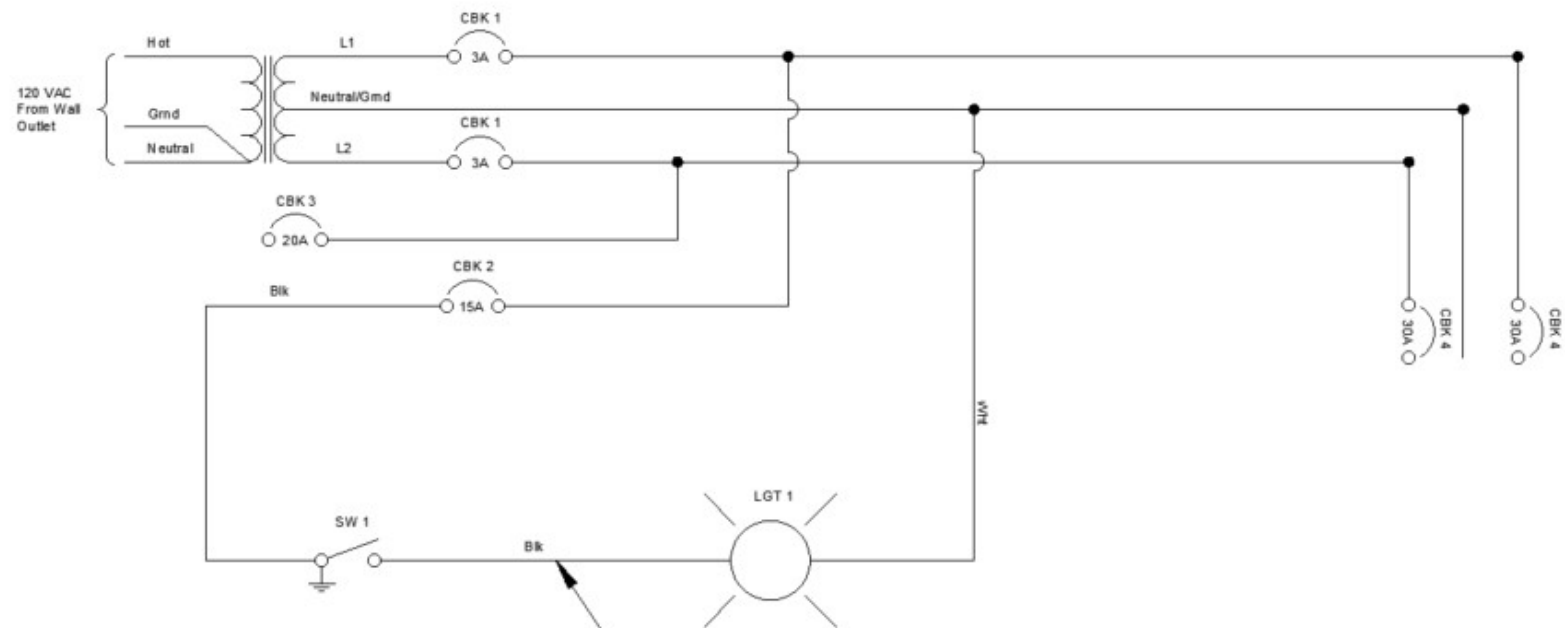 CBK 1
Hot
L1
3A
120 VAC
From Wall
Outlet
Neutral/Grnd
Grnd
CBK 1
Neutral
L2
3A
CBK 3
20A
CBK 2
Blk
15A
30A
CBK 4
30A
CBK 4
Wht
LGT 1
SW 1
Blk